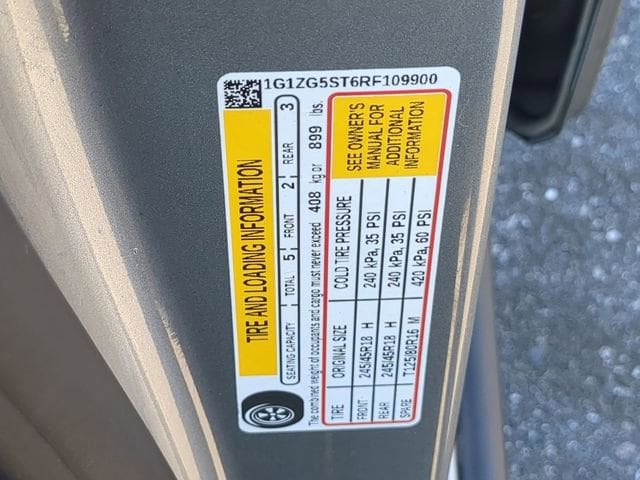 1G1ZG5ST6RF109900
TIRE AND LOADING INFORMATION
SEATING CAPACITY TOTAL 5 FRONT 2 REAR 3
The combined weight of occupants and cargo must never exceed 408 kg or 899 lbs.
TIRE ORIGINAL SIZE COLD TIRE PRESSURE
FRONT 245/45R18 H 240 kPa, 35 PSI
REAR 245/45R18 H 240 kPa, 35 PSI
SPARE T125/80R16 M 420 kPa, 60 PSI
SEE OWNER'S
MANUAL FOR
ADDITIONAL
INFORMATION